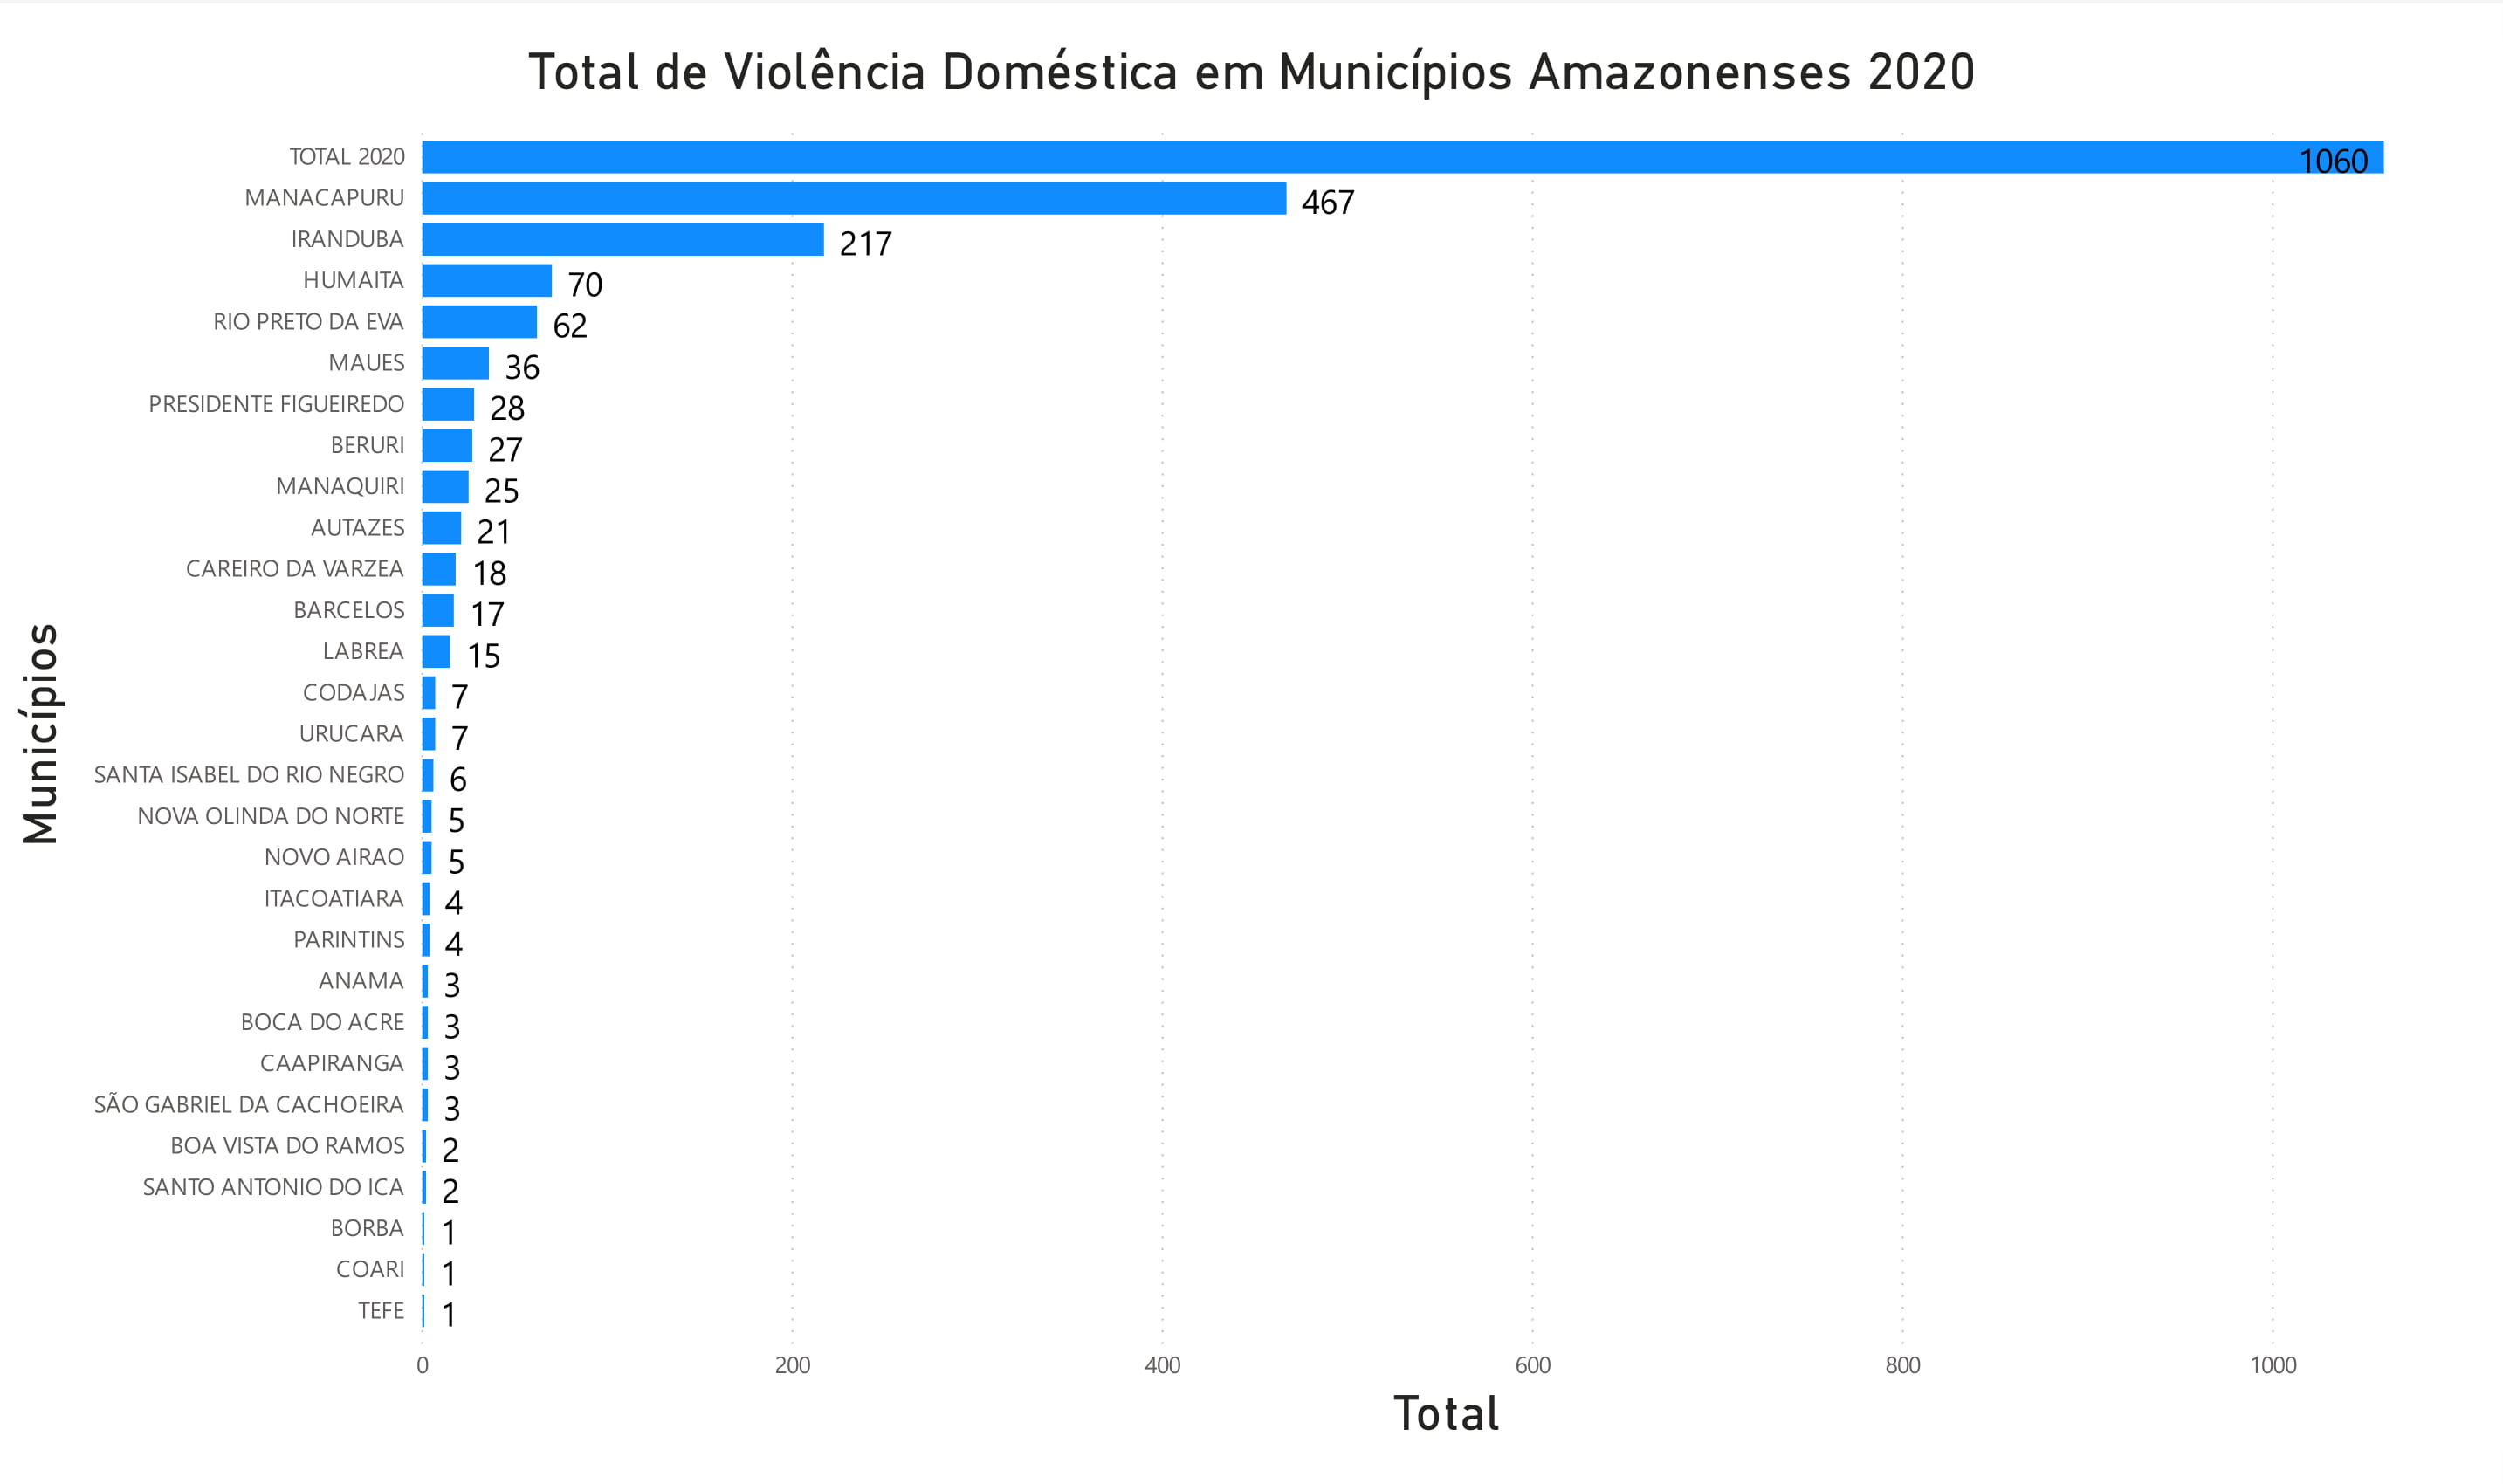 Total de Violência Doméstica em Municípios Amazonenses 2020
Municípios
TOTAL 2020 1060
MANACAPURU 467
IRANDUBA 217
HUMAITA 70
RIO PRETO DA EVA 62
MAUES 36
PRESIDENTE FIGUEIREDO 28
BERURI 27
MANAQUIRI 25
AUTAZES 21
CAREIRO DA VARZEA 18
BARCELOS 17
LABREA 15
CODAJAS 7
URUCARA 7
SANTA ISABEL DO RIO NEGRO 6
NOVA OLINDA DO NORTE 5
NOVO AIRAO 5
ITACOATIARA 4
PARINTINS 4
ANAMA 3
BOCA DO ACRE 3
CAAPIRANGA 3
SÃO GABRIEL DA CACHOEIRA 3
BOA VISTA DO RAMOS 2
SANTO ANTONIO DO ICA 2
BORBA 1
COARI 1
TEFE 1
0 200 400 600 800 1000
Total